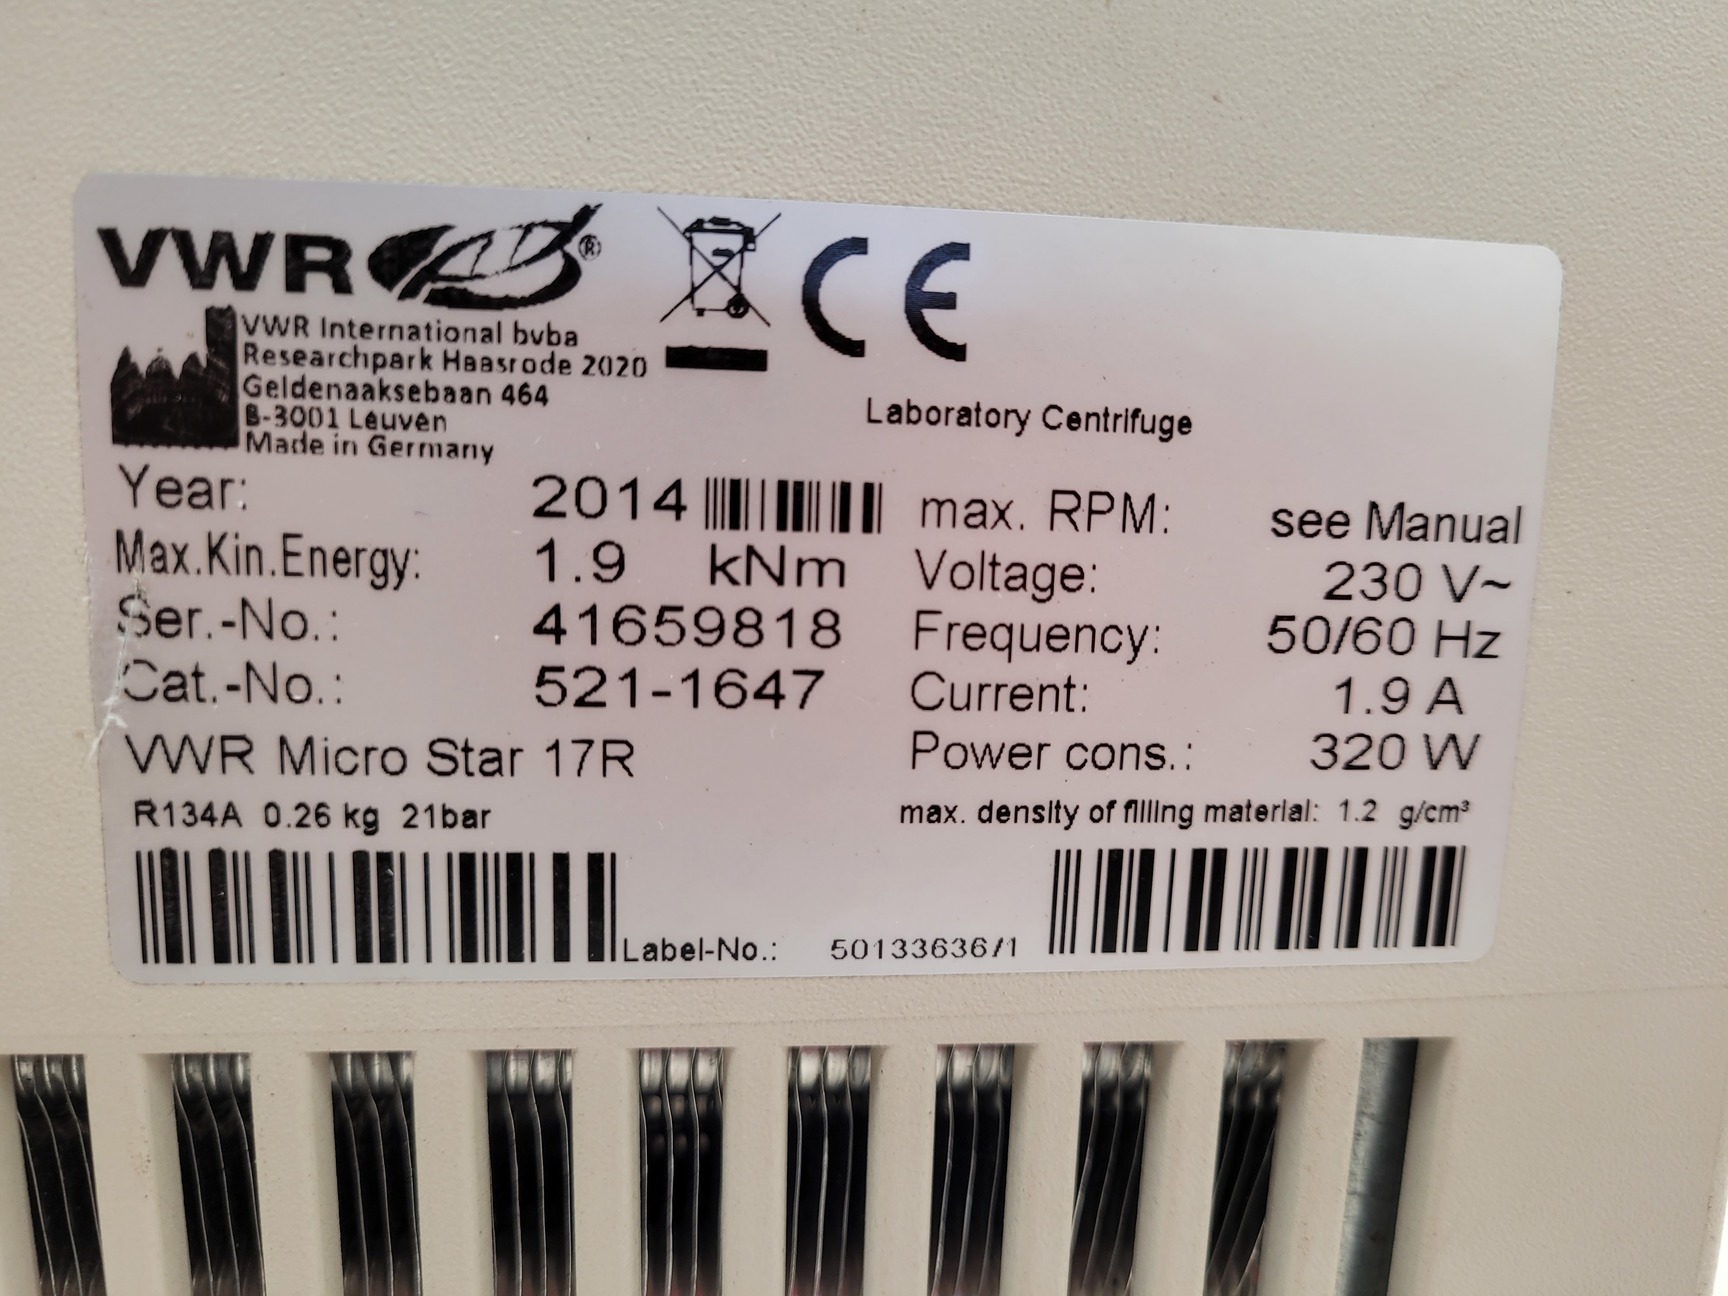 VWR®
CE
VWR International bvba
Researchpark Haasrode 2020
Geldenaaksebaan 464
B-3001 Leuven
Made in Germany
Laboratory Centrifuge
Year: 2014
Max.Kin.Energy: 1.9 kNm
Ser.-No.: 41659818
Cat.-No.: 521-1647
VWR Micro Star 17R
R134A 0.26 kg 21bar
max. RPM: see Manual
Voltage: 230 V~
Frequency: 50/60 Hz
Current: 1.9 A
Power cons.: 320 W
max. density of filling material: 1.2 g/cm³
Label-No.: 50133636/1